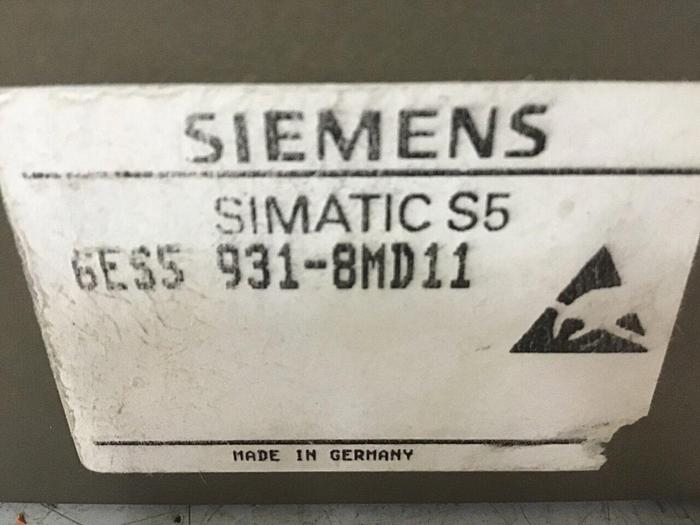 SIEMENS
SIMATIC S5
6ES5 931-8MD11
MADE IN GERMANY